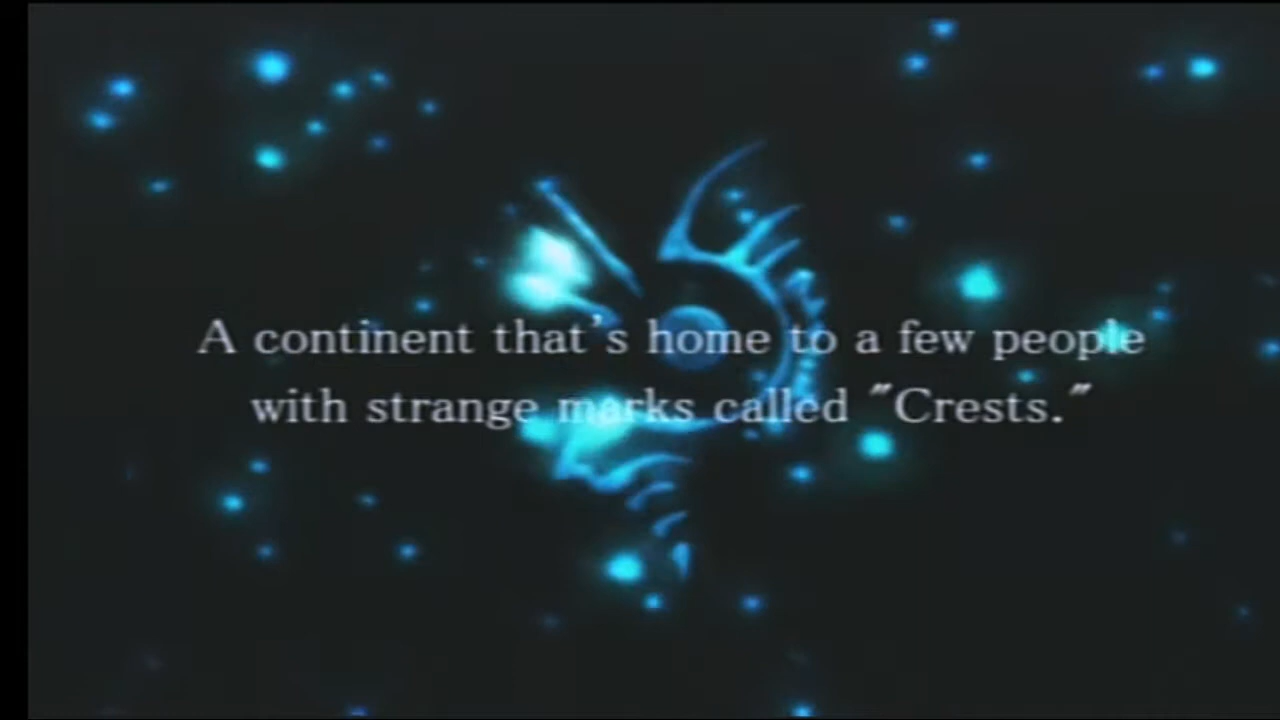 A continent that's home to a few people
with strange marks called "Crests."